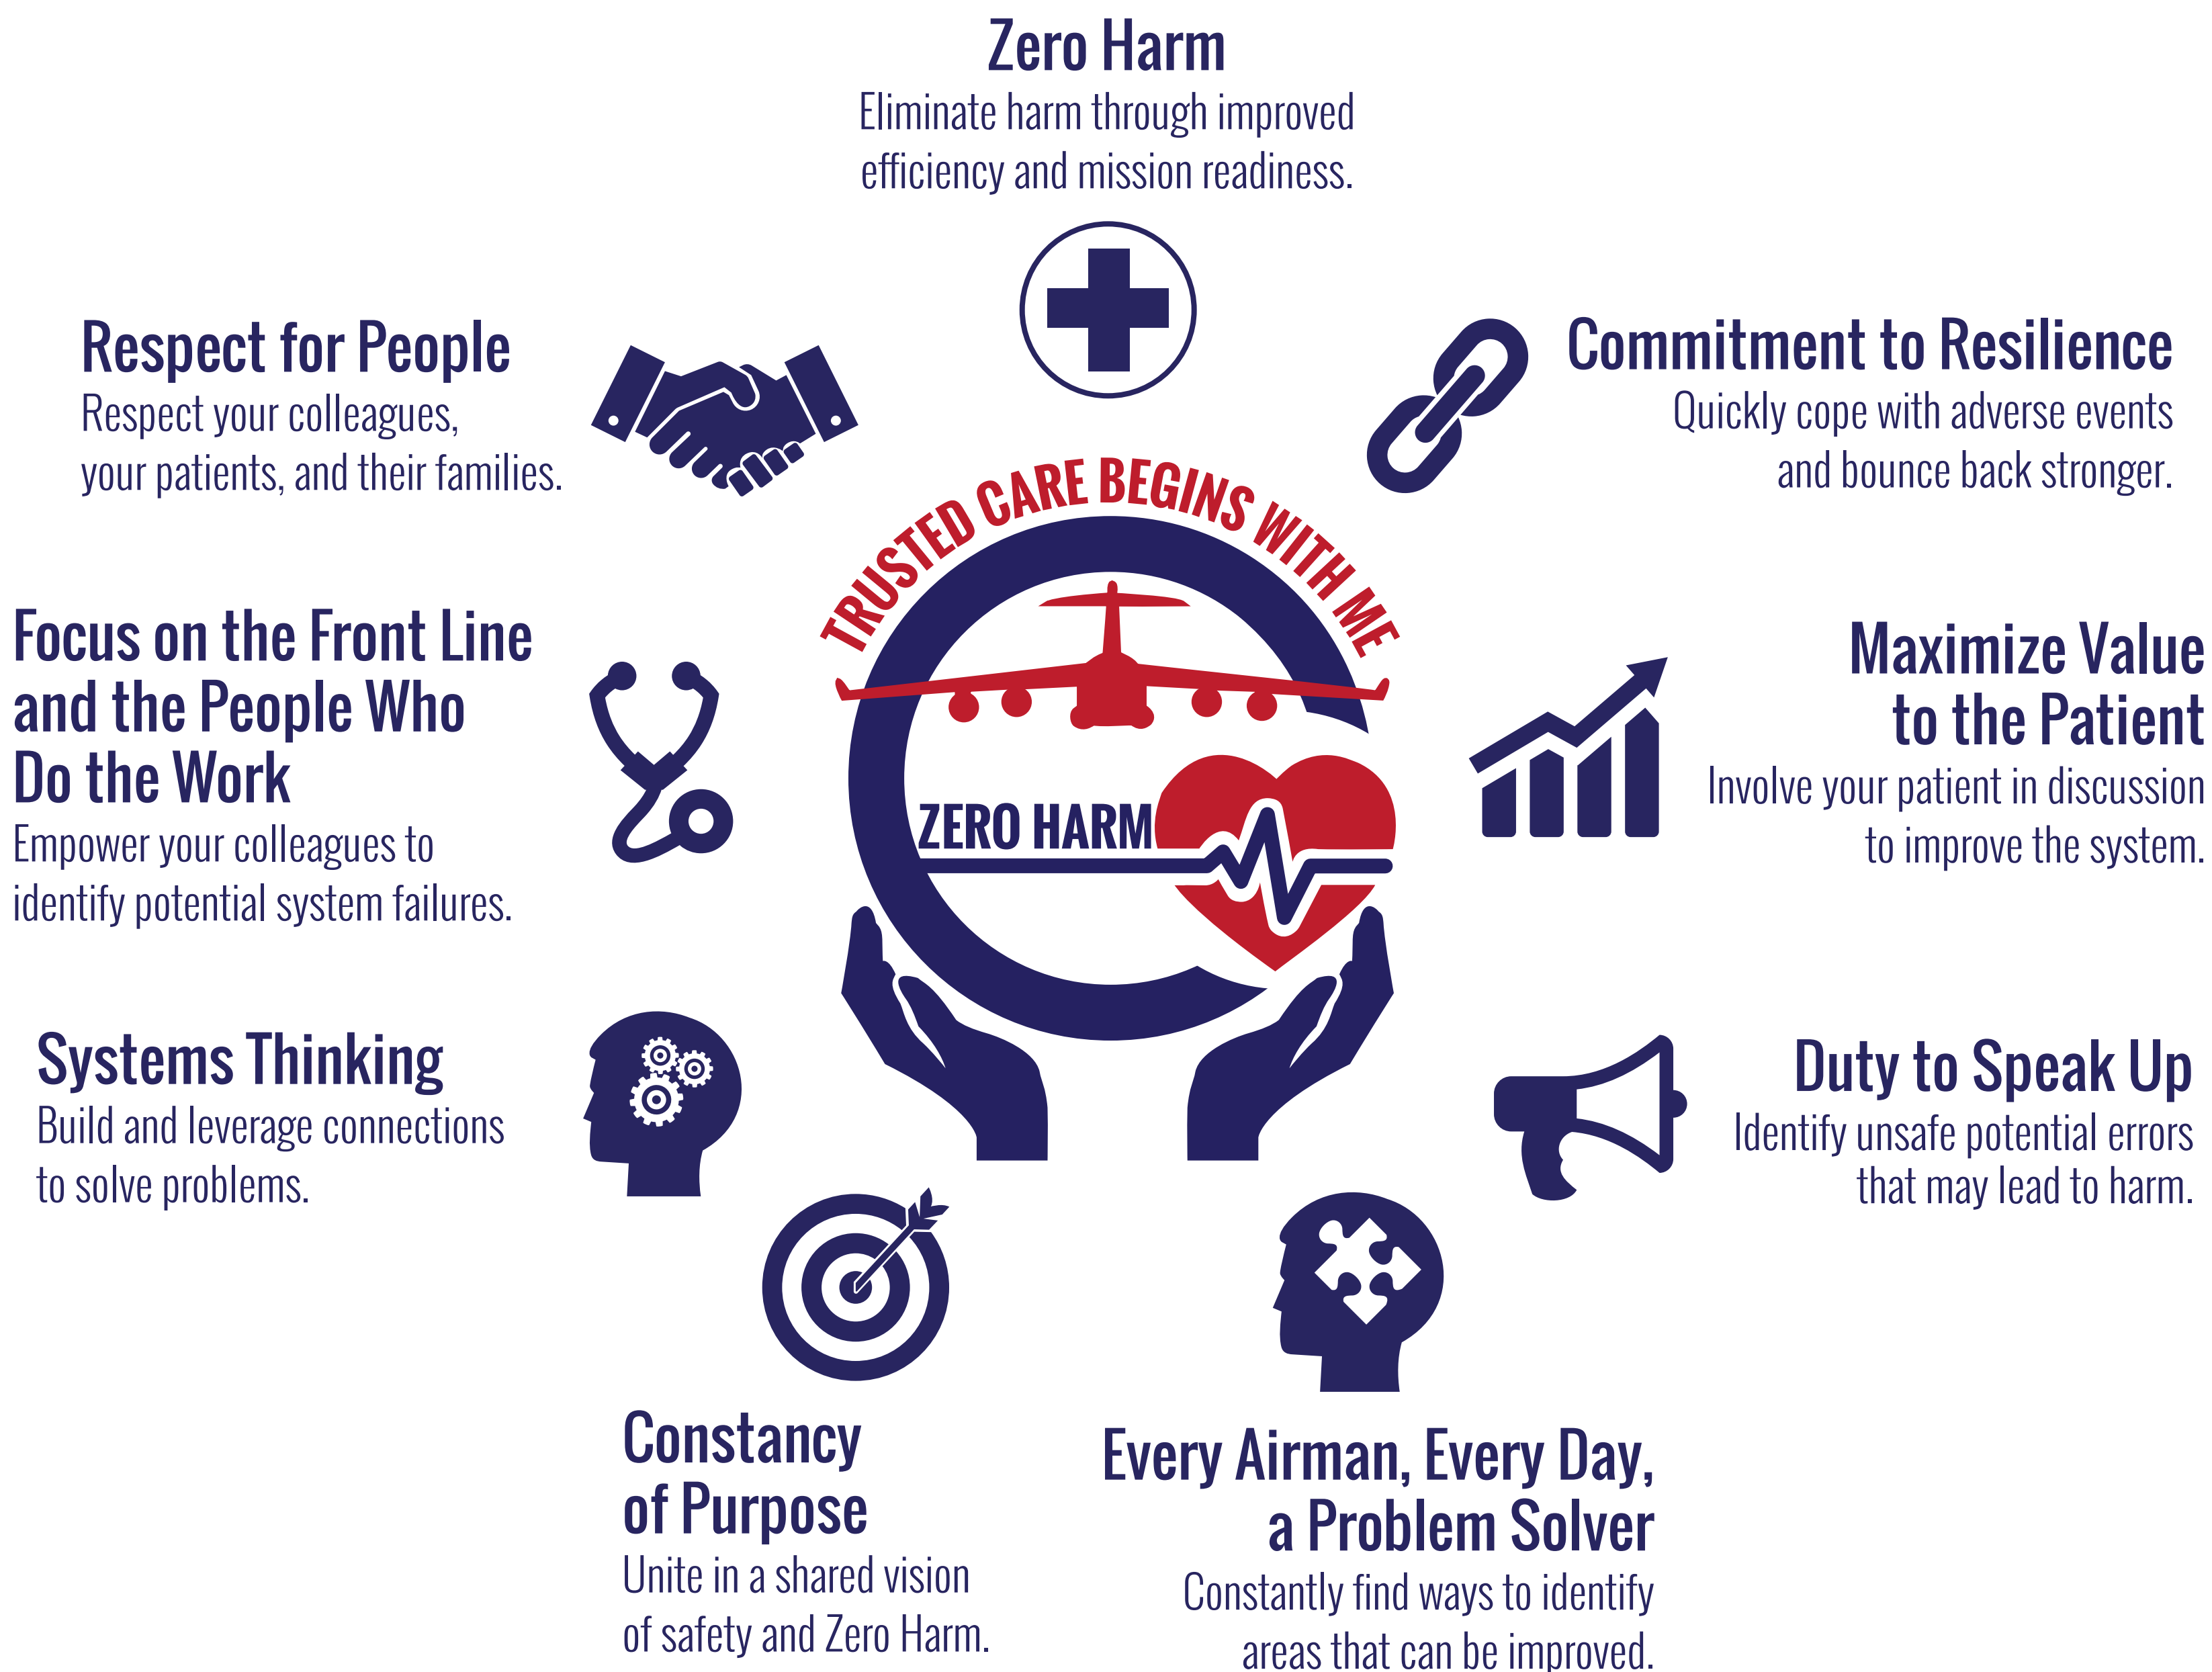 Zero Harm
Eliminate harm through improved
efficiency and mission readiness.
Respect for People
Respect your colleagues,
your patients, and their families.
Commitment to Resilience
Quickly cope with adverse events
and bounce back stronger.
TRUSTED CARE BEGINS WITH ME
ZERO HARM
Focus on the Front Line
and the People Who
Do the Work
Empower your colleagues to
identify potential system failures.
Maximize Value
to the Patient
Involve your patient in discussion
to improve the system.
Systems Thinking
Build and leverage connections
to solve problems.
Duty to Speak Up
Identify unsafe potential errors
that may lead to harm.
Constancy
of Purpose
Unite in a shared vision
of safety and Zero Harm.
Every Airman, Every Day,
a Problem Solver
Constantly find ways to identify
areas that can be improved.